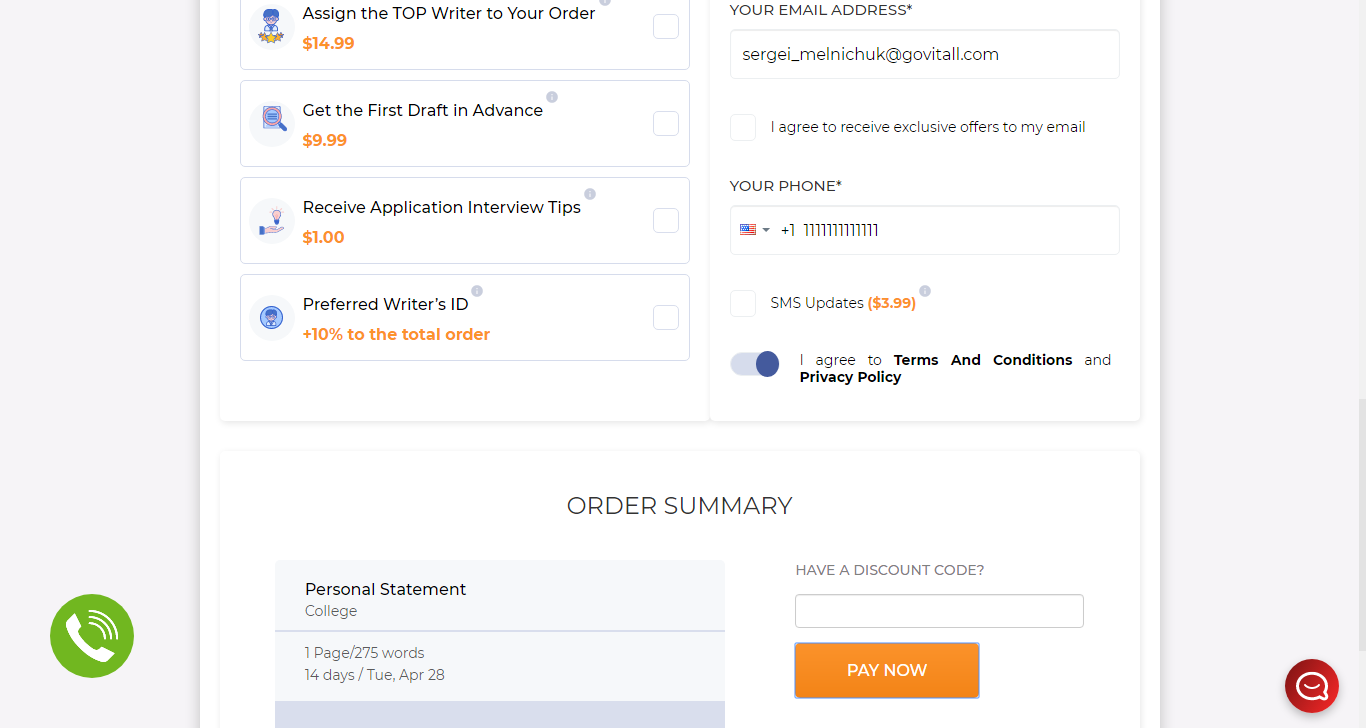 Assign the TOP Writer to Your Order
$14.99
Get the First Draft in Advance
$9.99
Receive Application Interview Tips
$1.00
Preferred Writer’s ID
+10% to the total order
YOUR EMAIL ADDRESS*
sergei_melnichuk@govitall.com
I agree to receive exclusive offers to my email
YOUR PHONE*
+1 1111111111111
SMS Updates ($3.99)
I agree to Terms And Conditions and
Privacy Policy
ORDER SUMMARY
Personal Statement
College
1 Page/275 words
14 days / Tue, Apr 28
HAVE A DISCOUNT CODE?
PAY NOW